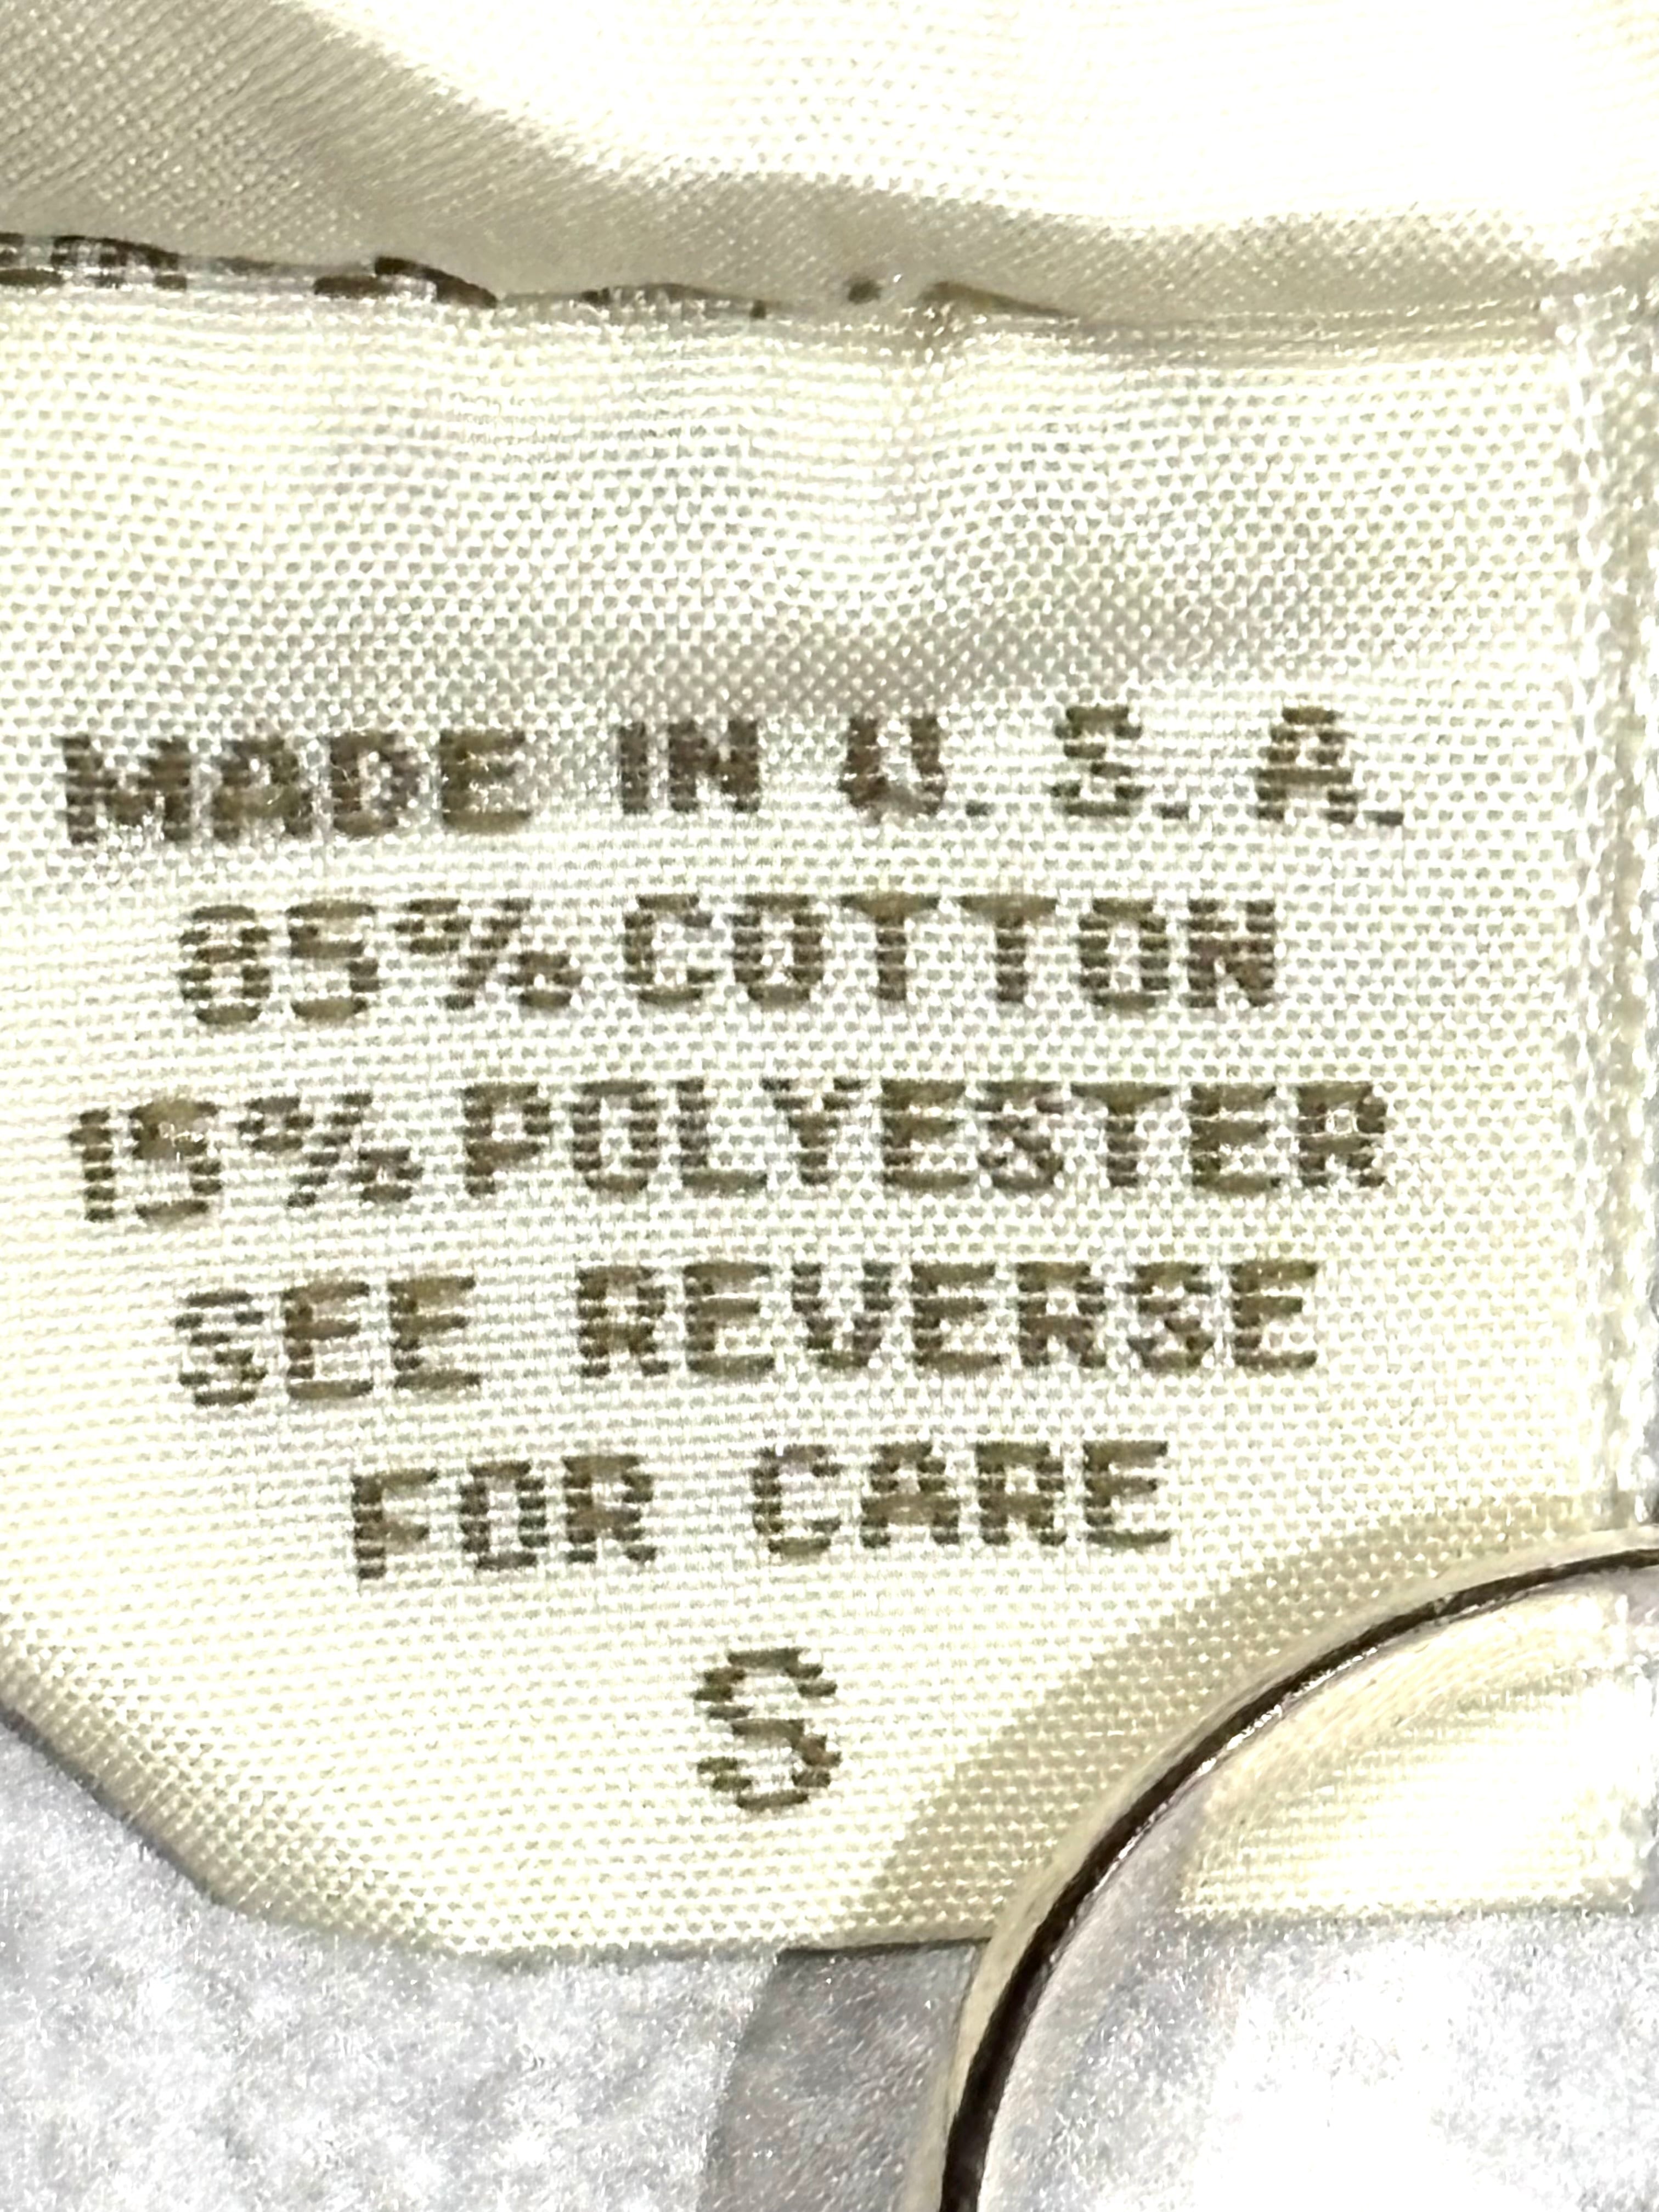 MADE IN U.S.A.
85% COTTON
15% POLYESTER
SEE REVERSE
FOR CARE
S